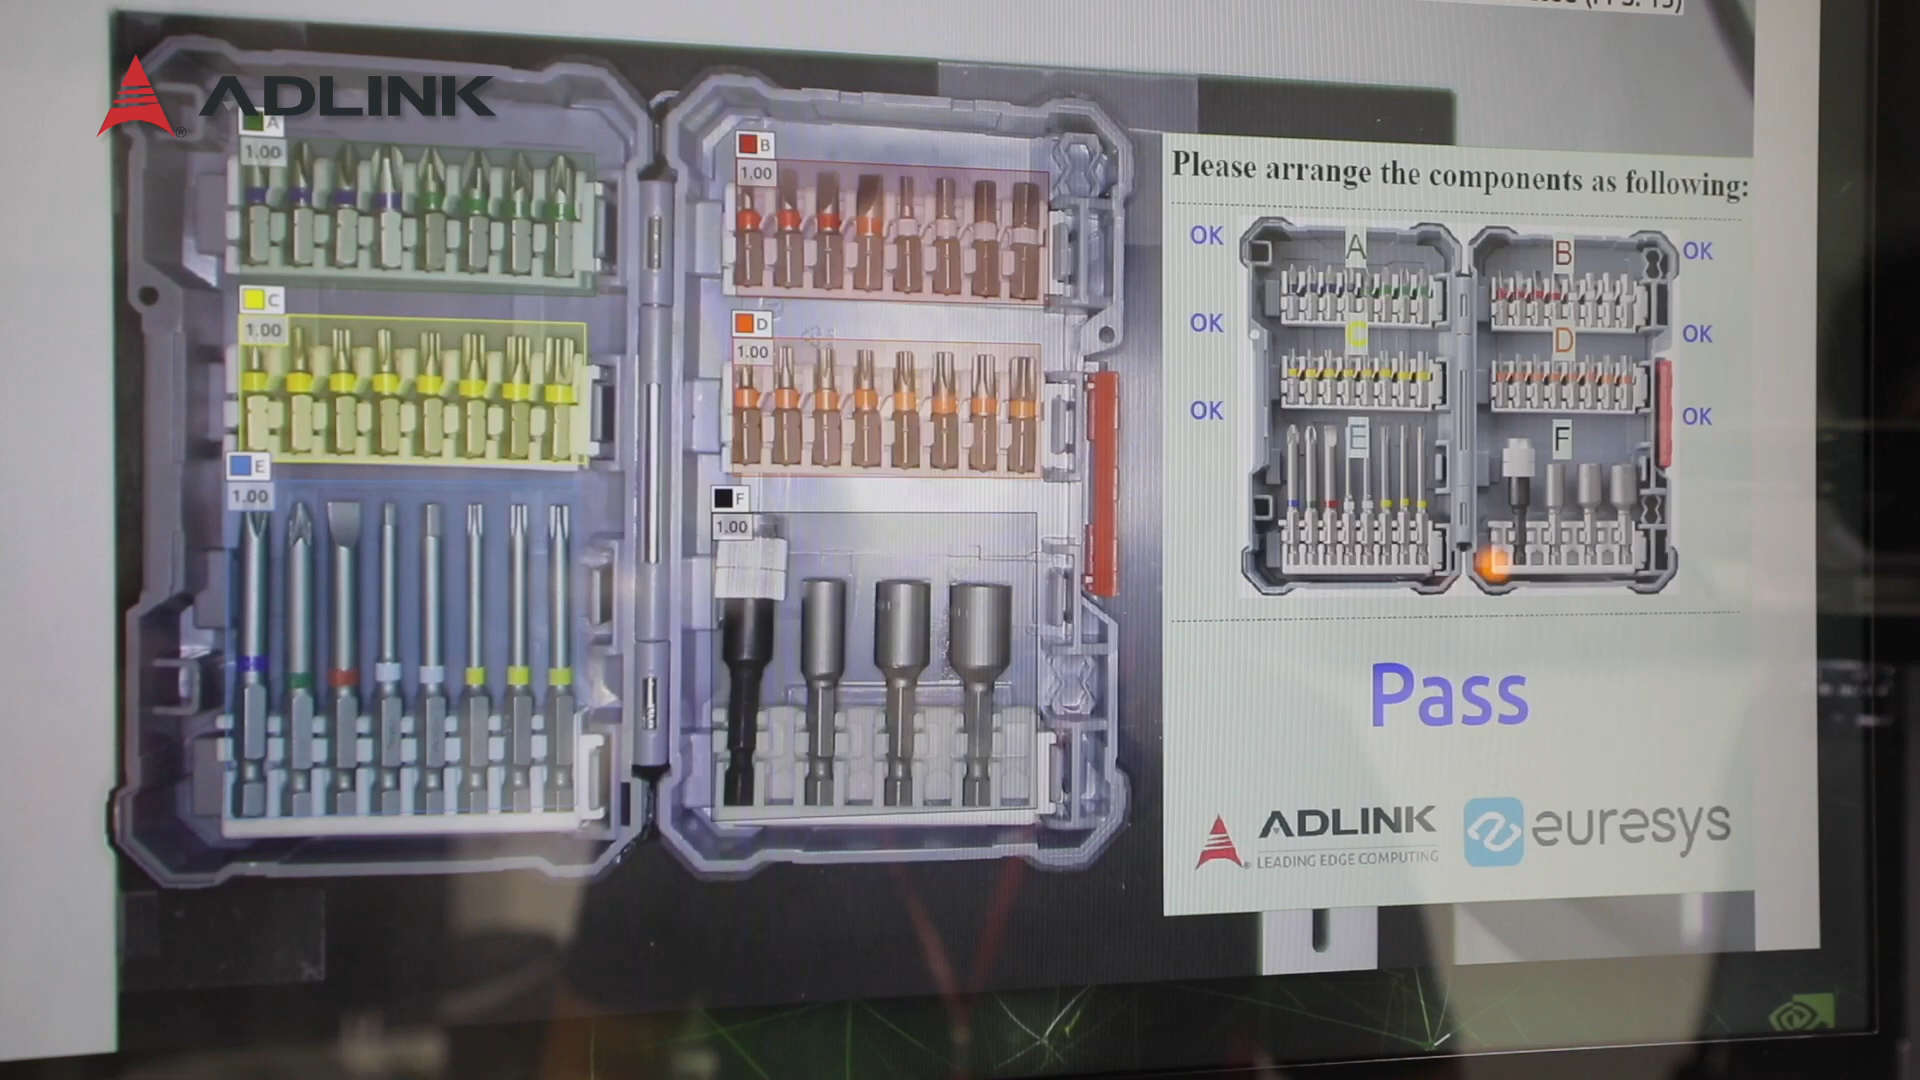 ADLINK
A
1.00
B
1.00
C
1.00
D
1.00
E
1.00
F
1.00
Please arrange the components as following:
OK
A
B
OK
OK
C
D
OK
OK
E
F
OK
Pass
ADLINK
LEADING EDGE COMPUTING
euresys